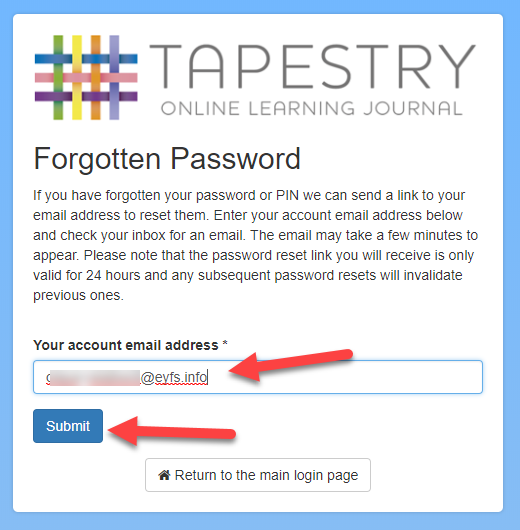 TAPESTRY
ONLINE LEARNING JOURNAL
Forgotten Password
If you have forgotten your password or PIN we can send a link to your
email address to reset them. Enter your account email address below
and check your inbox for an email. The email may take a few minutes to
appear. Please note that the password reset link you will receive is only
valid for 24 hours and any subsequent password resets will invalidate
previous ones.
Your account email address *
@eyfs.info
Submit
Return to the main login page